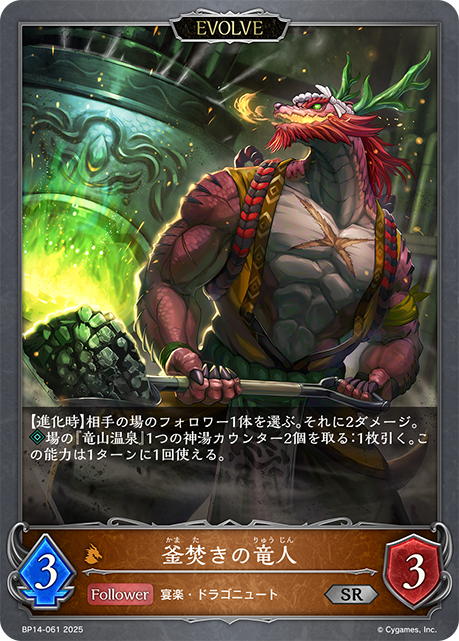 EVOLVE
【進化時】相手の場のフォロワー1体を選ぶ。それに2ダメージ。
場の『竜山温泉』1つの神湯カウンター2個を取る：1枚引く。こ
の能力は1ターンに1回使える。
かまた りゅうじん
釜焚きの竜人
3 3
Follower 宴楽・ドラゴニュート SR
BP14-061 2025 © Cygames, Inc.